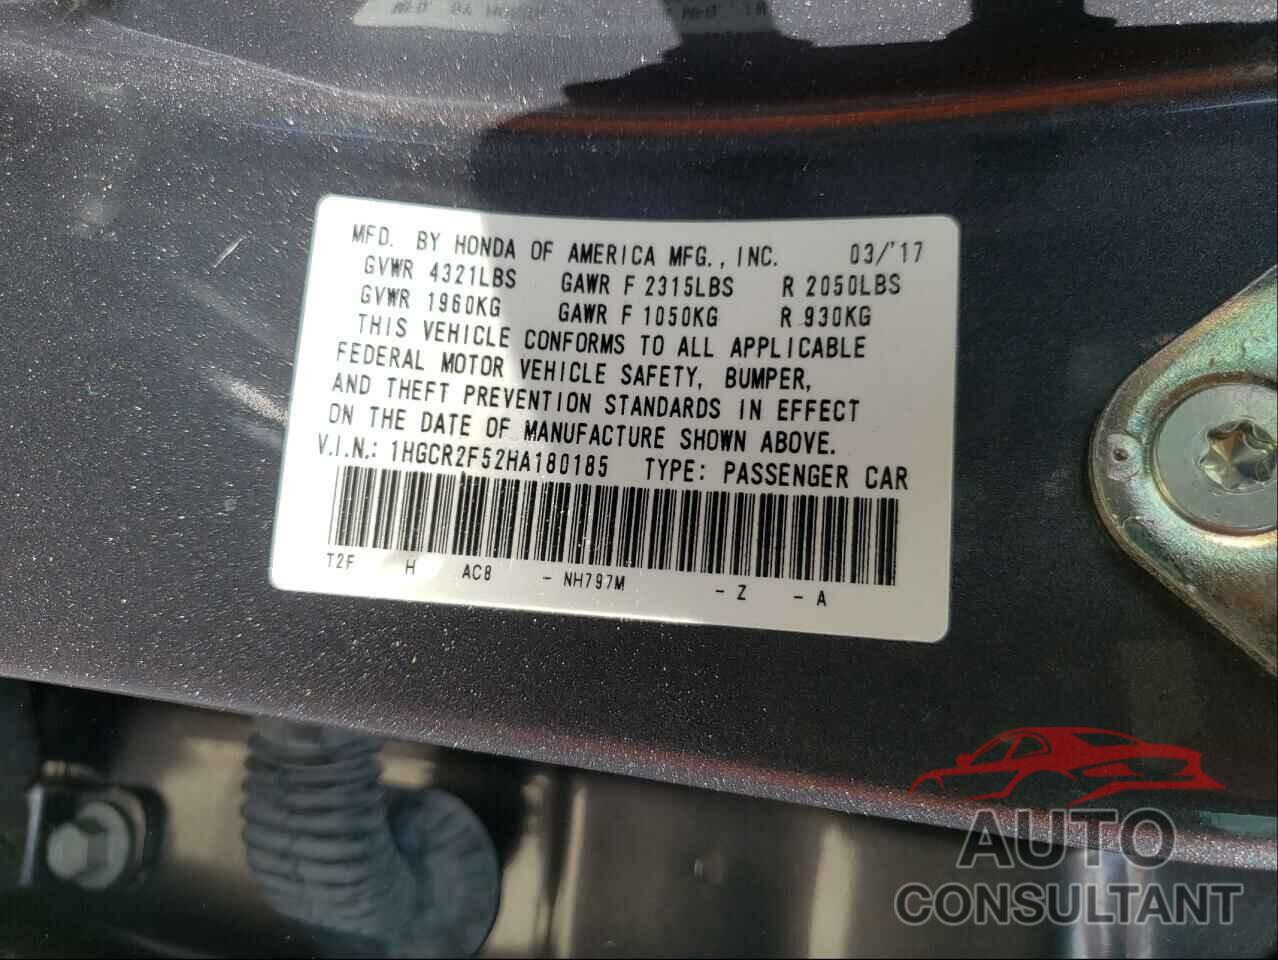 MFD. BY HONDA OF AMERICA MFG., INC. 03/'17
GVWR 4321LBS GAWR F 2315LBS R 2050LBS
GVWR 1960KG GAWR F 1050KG R 930KG
THIS VEHICLE CONFORMS TO ALL APPLICABLE
FEDERAL MOTOR VEHICLE SAFETY, BUMPER,
AND THEFT PREVENTION STANDARDS IN EFFECT
ON THE DATE OF MANUFACTURE SHOWN ABOVE.
V.I.N.: 1HGCR2F52HA180185 TYPE: PASSENGER CAR
T2F H AC8 - NH797M - Z - A
AUTO
CONSULTANT